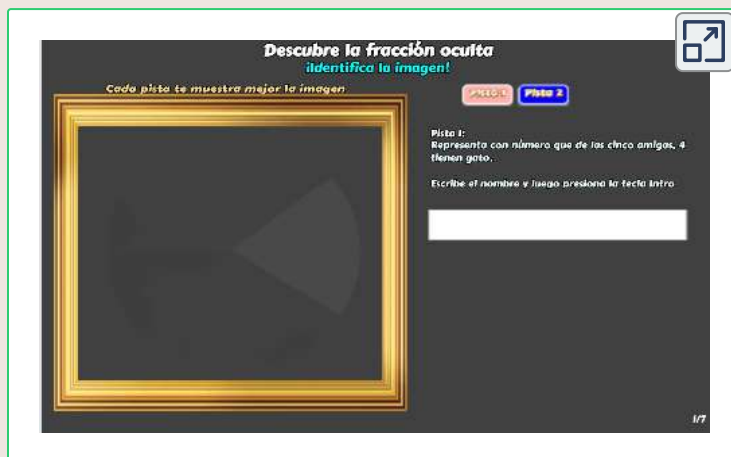 Descubre la fracción oculta
¡Identifica la imagen!
Cada pista te muestra mejor la imagen
Pista 1 Pista 2
Pista 1:
Representa con número que de las cinco amigas, 4
tienen gato.
Escribe el nombre y luego presiona la tecla Intro
1/7